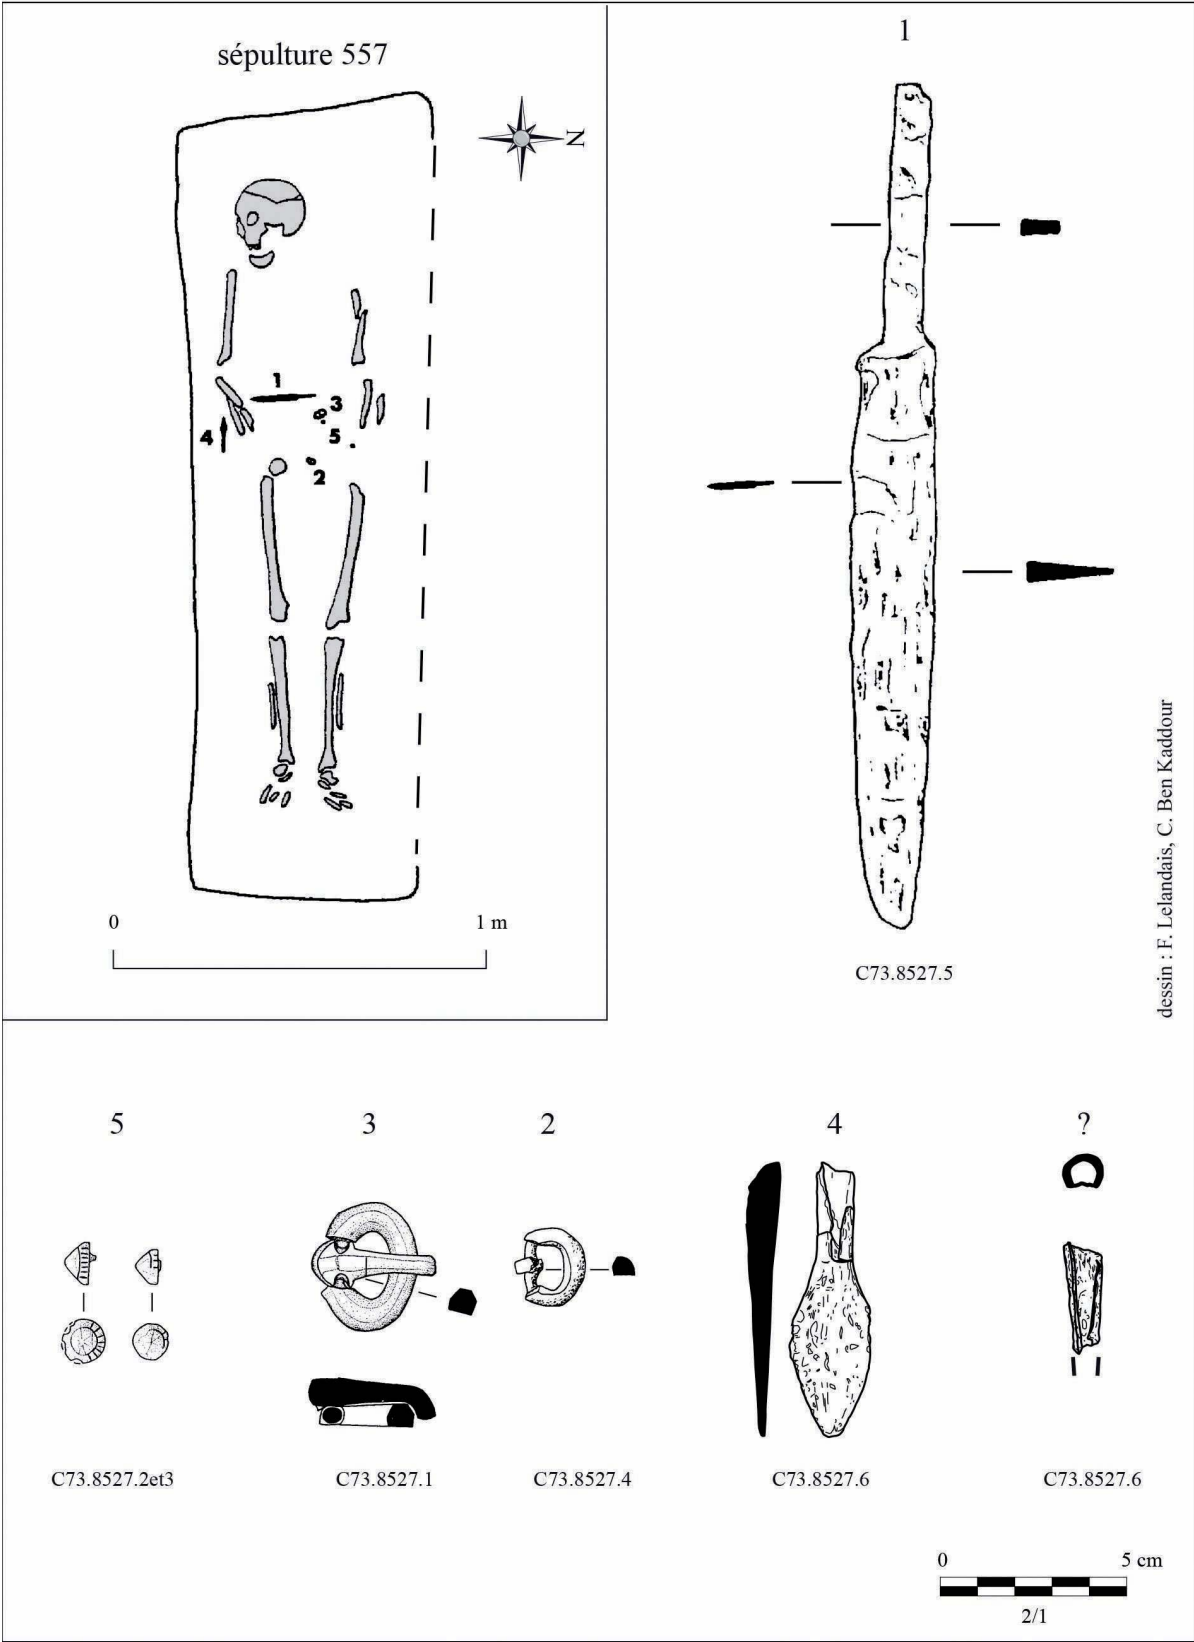 sépulture 557
N
1
3
5
4
2
0 1 m
1
C73.8527.5
dessin : F. Lelandais, C. Ben Kaddour
5 3 2 4 ?
C73.8527.2et3 C73.8527.1 C73.8527.4 C73.8527.6 C73.8527.6
0 5 cm
2/1